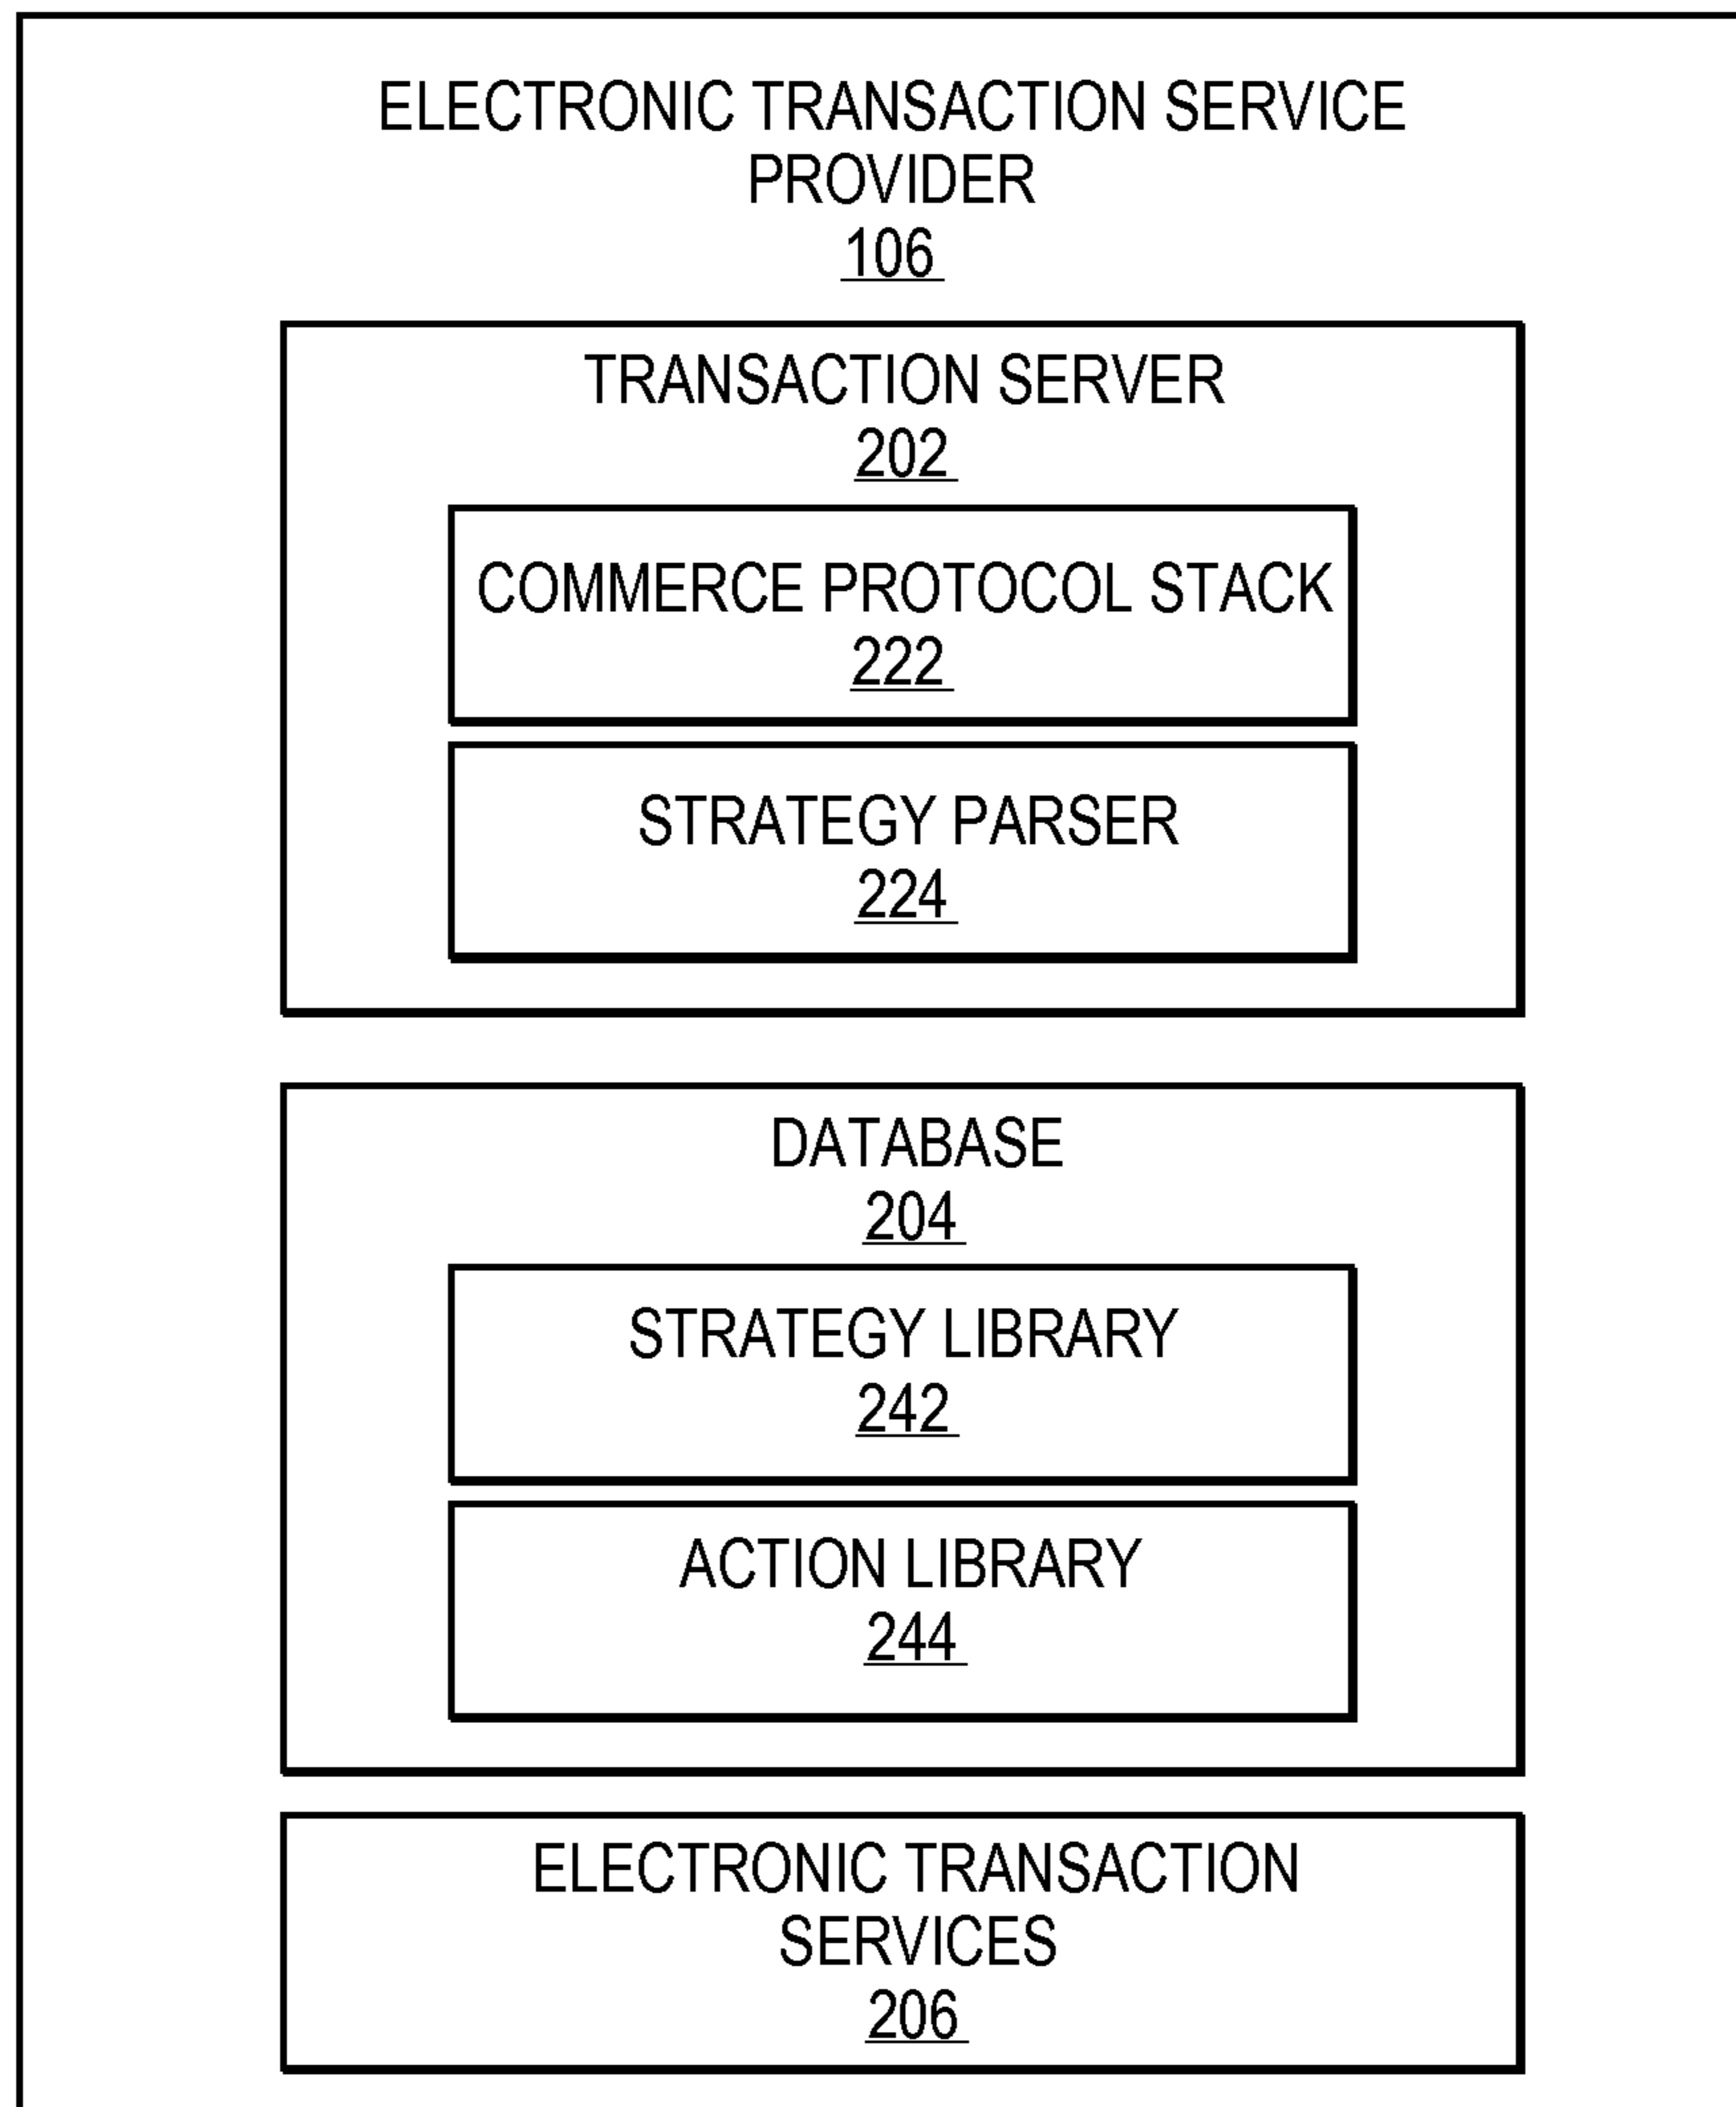 ELECTRONIC TRANSACTION SERVICE
PROVIDER
106
TRANSACTION SERVER
202
COMMERCE PROTOCOL STACK
222
STRATEGY PARSER
224
DATABASE
204
STRATEGY LIBRARY
242
ACTION LIBRARY
244
ELECTRONIC TRANSACTION
SERVICES
206